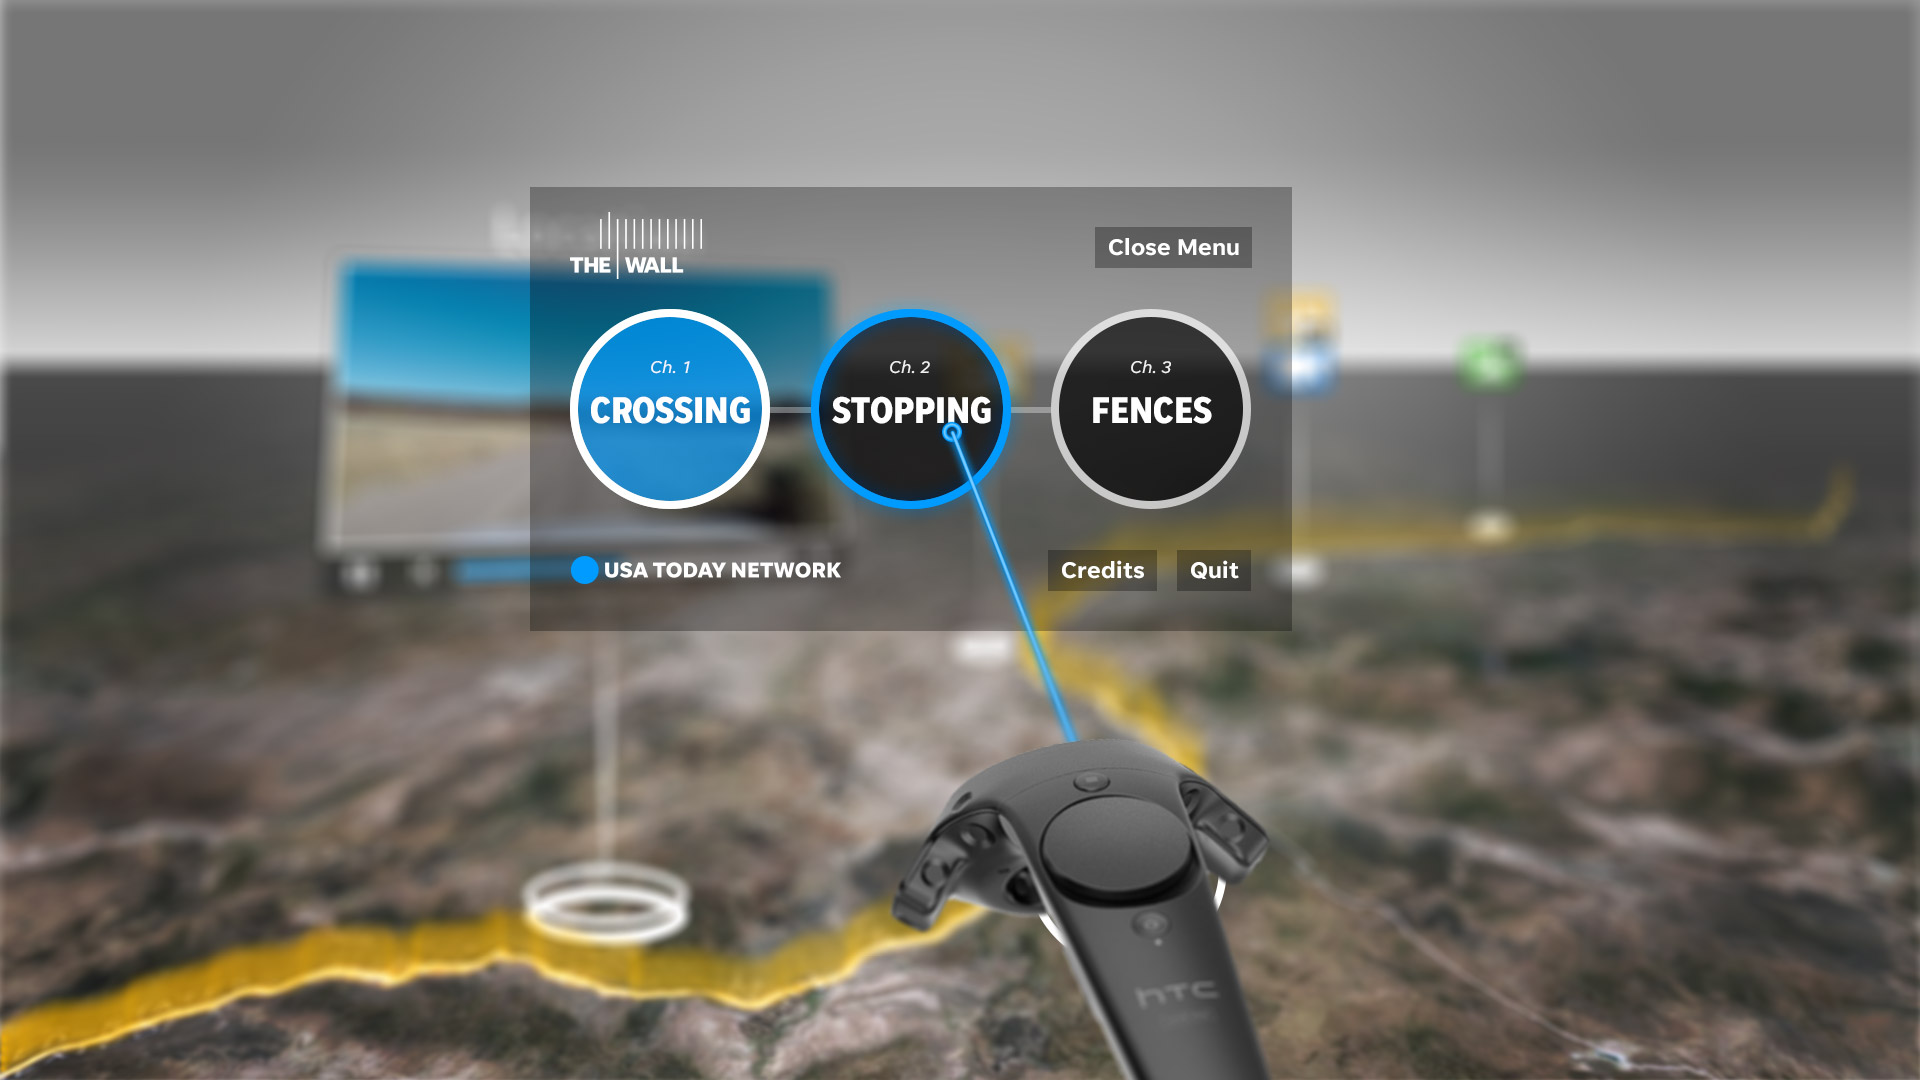 THE WALL
Close Menu
Ch. 1
CROSSING
Ch. 2
STOPPING
Ch. 3
FENCES
USA TODAY NETWORK
Credits
Quit
hTC